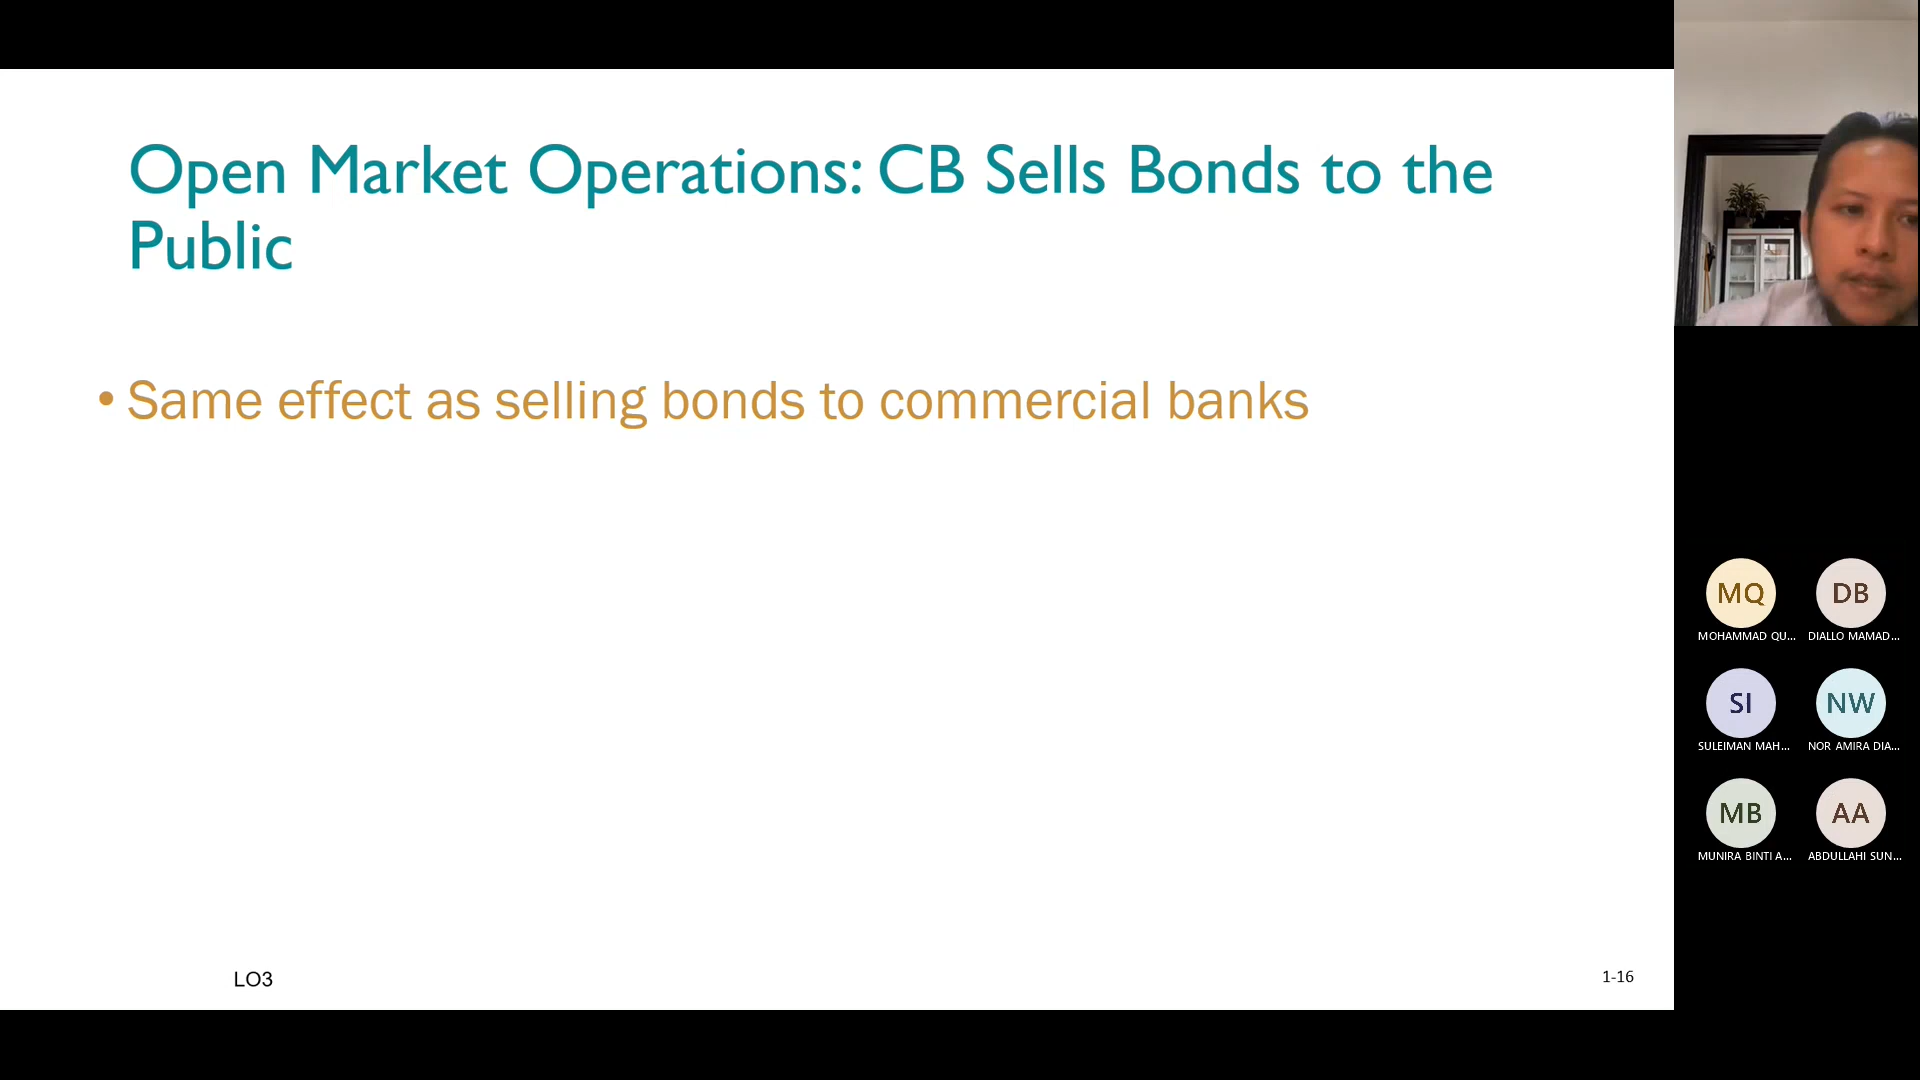 Open Market Operations: CB Sells Bonds to the
Public
• Same effect as selling bonds to commercial banks
LO3
1-16
MQ
DB
MOHAMMAD QU...
DIALLO MAMAD...
SI
NW
SULEIMAN MAH...
NOR AMIRA DIA...
MB
AA
MUNIRA BINTI A...
ABDULLAHI SUN...